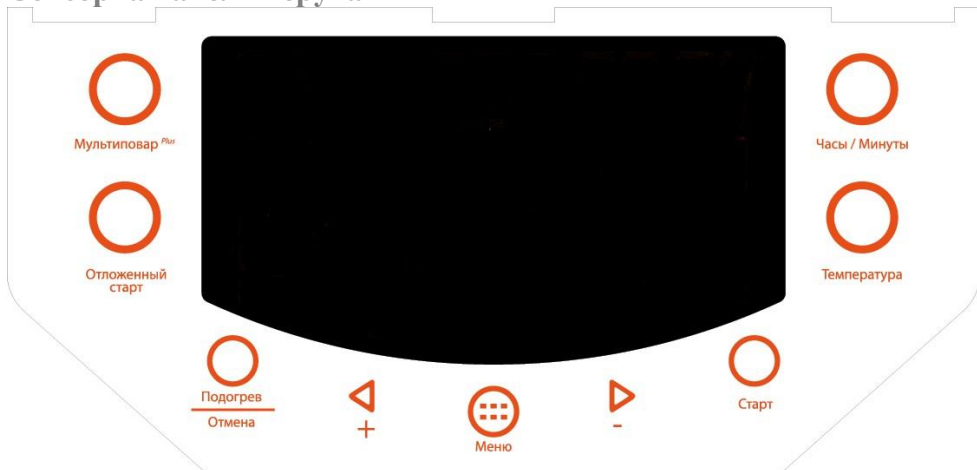 Мультиповар Plus
Часы / Минуты
Отложенный
старт
Температура
Подогрев
Отмена
+
Меню
-
Старт